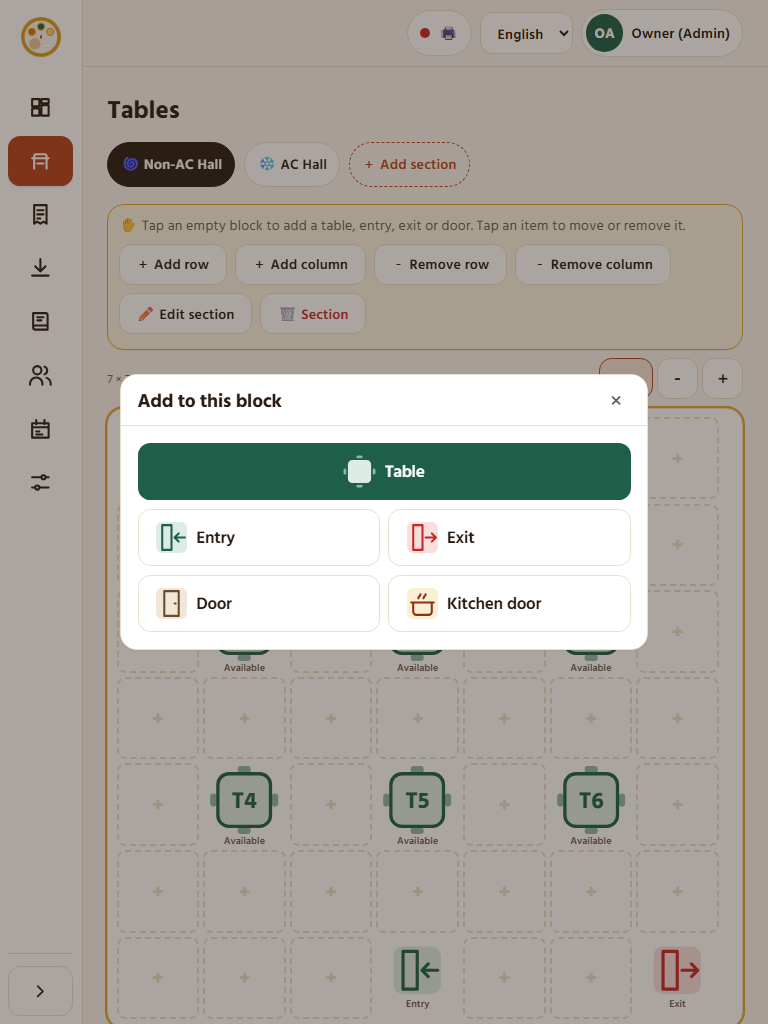 English
OA Owner (Admin)
Tables
Non-AC Hall
AC Hall
+ Add section
Tap an empty block to add a table, entry, exit or door. Tap an item to move or remove it.
+ Add row
+ Add column
- Remove row
- Remove column
Edit section
Section
7 ×
- +
Add to this block ×
Table
Entry
Exit
Door
Kitchen door
+
+
+
Available Available Available
+ + + + + + +
+ T4 + T5 + T6 +
Available Available Available
+ + + + + + +
+ + + + +
Entry Exit